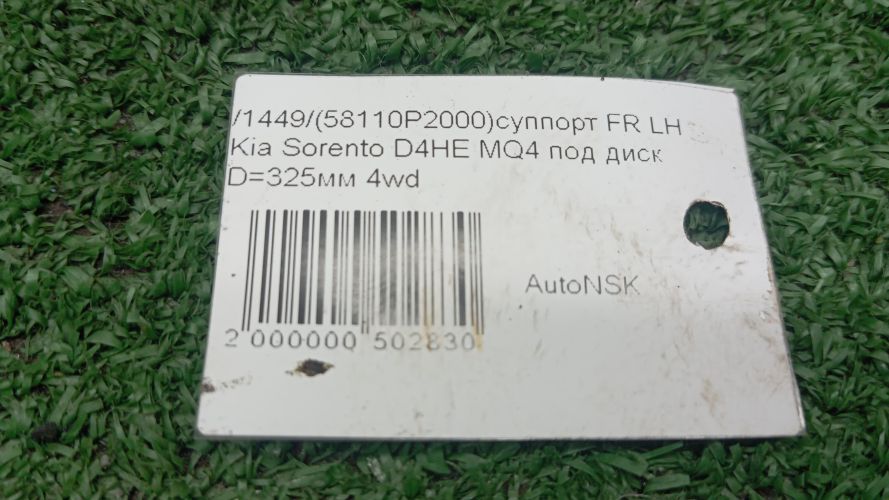 /1449/(58110P2000)суппорт FR LH
Kia Sorento D4HE MQ4 под диск
D=325мм 4wd
AutoNSK
2 000000 502830